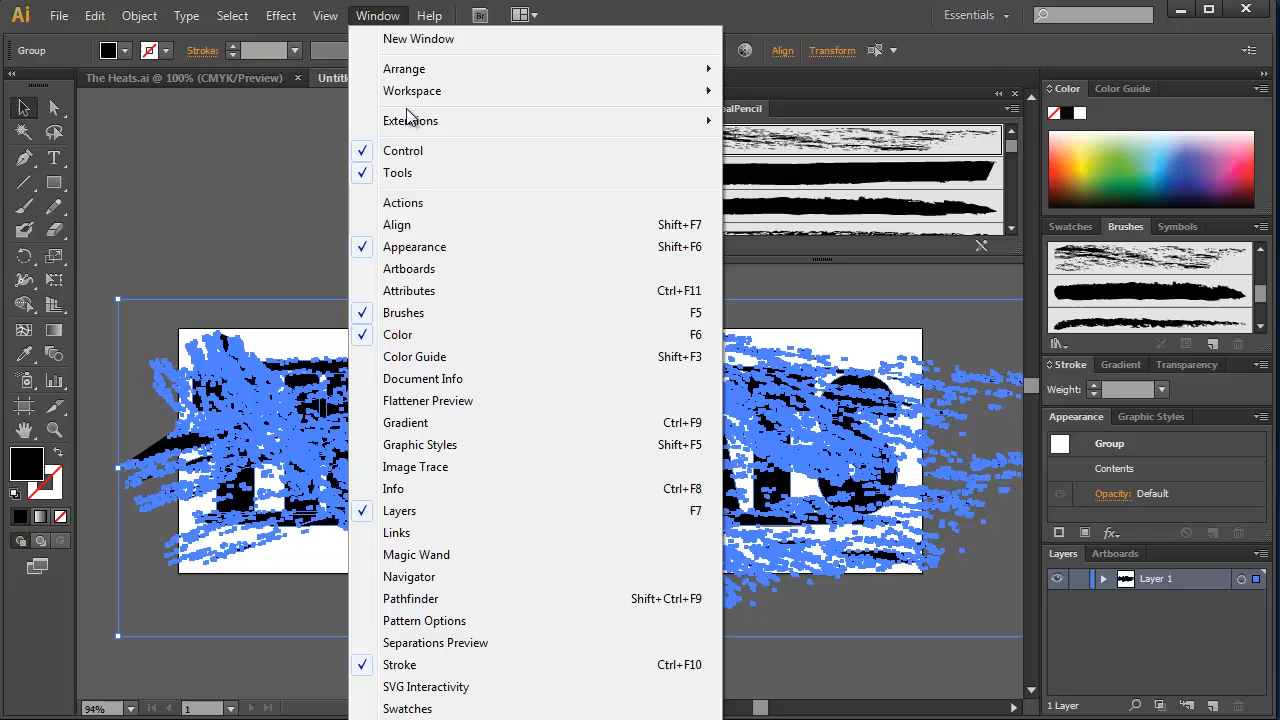 Ai File Edit Object Type Select Effect View Window Help Br Essentials
Group Stroke: Align Transform
The Heats.ai @ 100% (CMYK/Preview) × Untitl
New Window
Arrange
Workspace
Extensions
Control
Tools
Actions
Align Shift+F7
Appearance Shift+F6
Artboards
Attributes Ctrl+F11
Brushes F5
Color F6
Color Guide Shift+F3
Document Info
Flattener Preview
Gradient Ctrl+F9
Graphic Styles Shift+F5
Image Trace
Info Ctrl+F8
Layers F7
Links
Magic Wand
Navigator
Pathfinder Shift+Ctrl+F9
Pattern Options
Separations Preview
Stroke Ctrl+F10
SVG Interactivity
Swatches
oalPencil
Color Color Guide
Swatches Brushes Symbols
Stroke Gradient Transparency
Weight:
Appearance Graphic Styles
Group
Contents
Opacity: Default
fx
Layers Artboards
Layer 1
1 Layer
94% 1